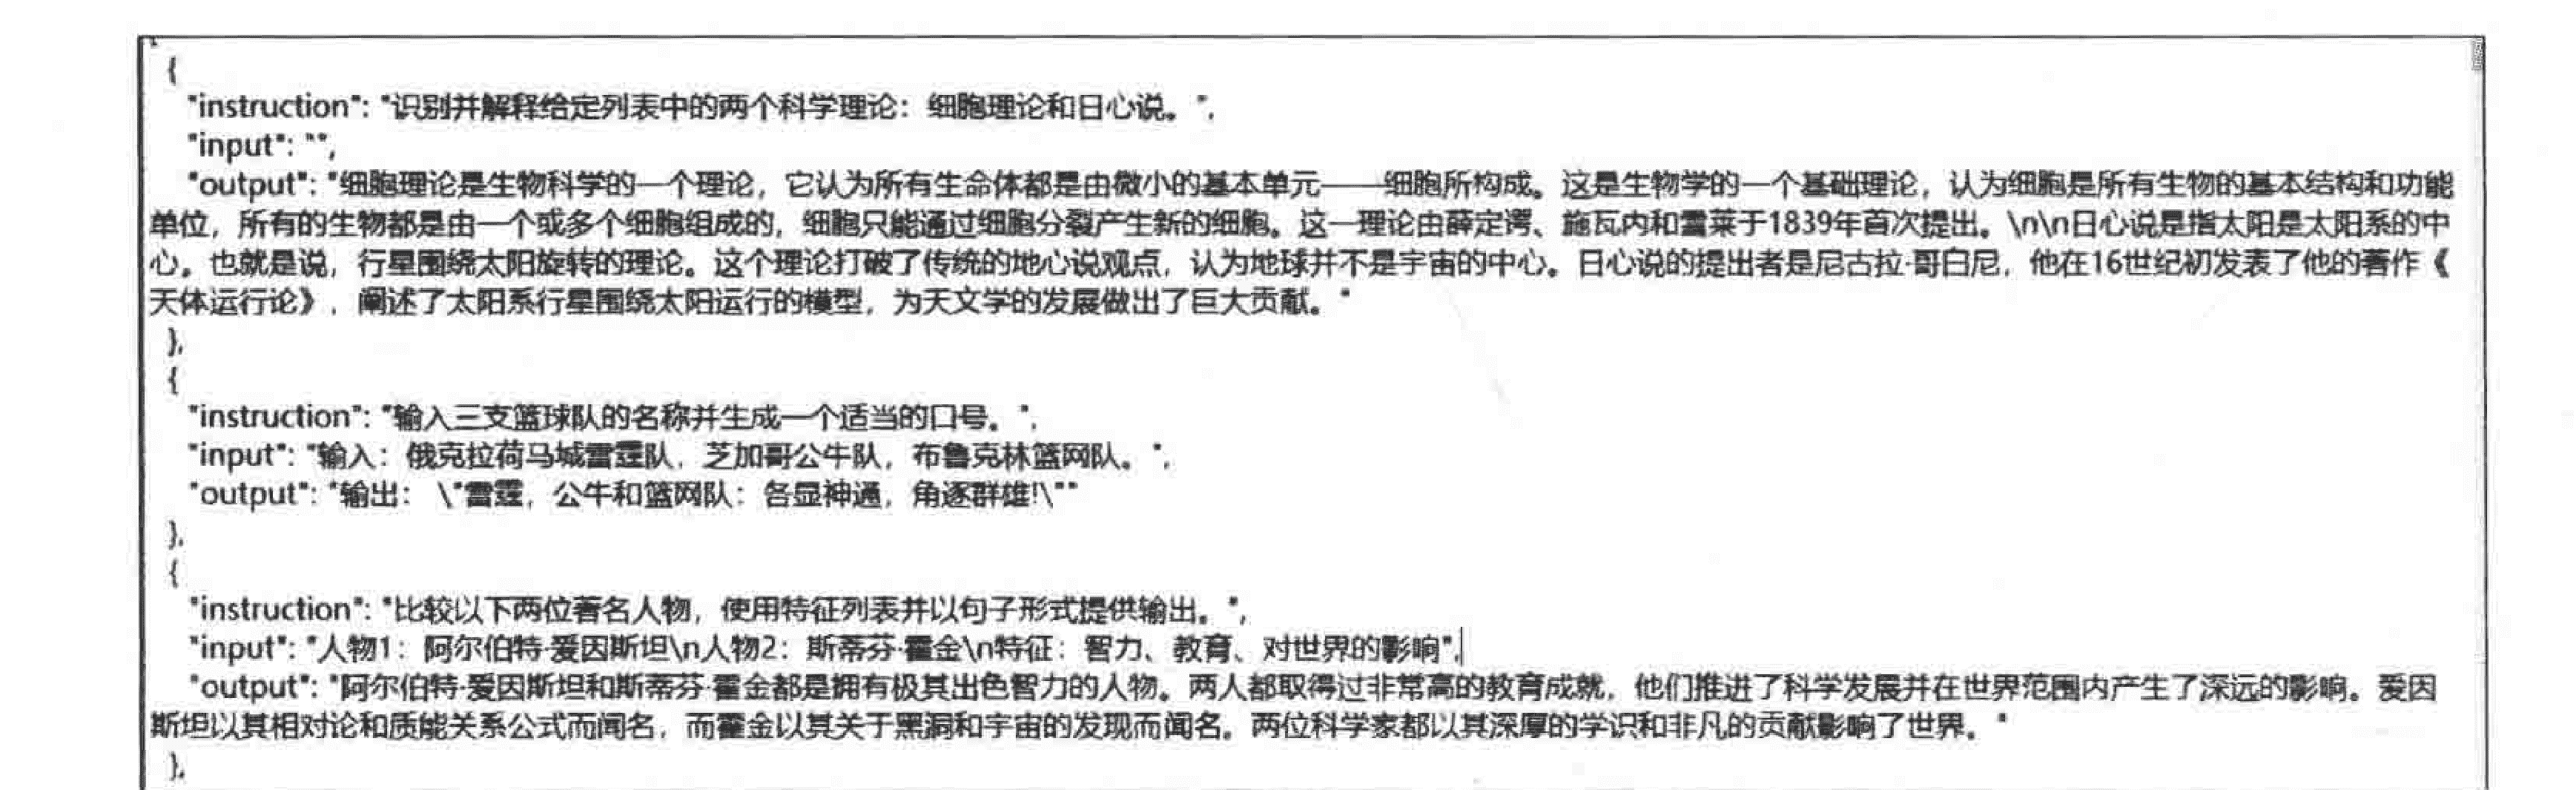 {
"instruction": "识别并解释给定列表中的两个科学理论：细胞理论和日心说。",
"input": "",
"output": "细胞理论是生物科学的一个理论，它认为所有生命体都是由微小的基本单元——细胞所构成。这是生物学的一个基础理论，认为细胞是所有生物的基本结构和功能
单位，所有的生物都是由一个或多个细胞组成的，细胞只能通过细胞分裂产生新的细胞。这一理论由薛定谔、施瓦内和雷莱于1839年首次提出。\n\n日心说是指太阳是太阳系的中
心。也就是说，行星围绕太阳旋转的理论。这个理论打破了传统的地心说观点，认为地球并不是宇宙的中心。日心说的提出者是尼古拉·哥白尼，他在16世纪初发表了他的著作《
天体运行论》，阐述了太阳系行星围绕太阳运行的模型，为天文学的发展做出了巨大贡献。"
},
{
"instruction": "输入三支篮球队的名称并生成一个适当的口号。",
"input": "输入：俄克拉荷马城雷霆队，芝加哥公牛队，布鲁克林篮网队。",
"output": "输出： \"雷霆，公牛和篮网队：各显神通，角逐群雄!\""
},
{
"instruction": "比较以下两位著名人物，使用特征列表并以句子形式提供输出。",
"input": "人物1：阿尔伯特·爱因斯坦\n人物2：斯蒂芬·霍金\n特征：智力、教育、对世界的影响",
"output": "阿尔伯特·爱因斯坦和斯蒂芬·霍金都是拥有极其出色智力的人物。两人都取得过非常高的教育成就，他们推进了科学发展并在世界范围内产生了深远的影响。爱因
斯坦以其相对论和质能关系公式而闻名，而霍金以其关于黑洞和宇宙的发现而闻名。两位科学家都以其深厚的学识和非凡的贡献影响了世界。"
},